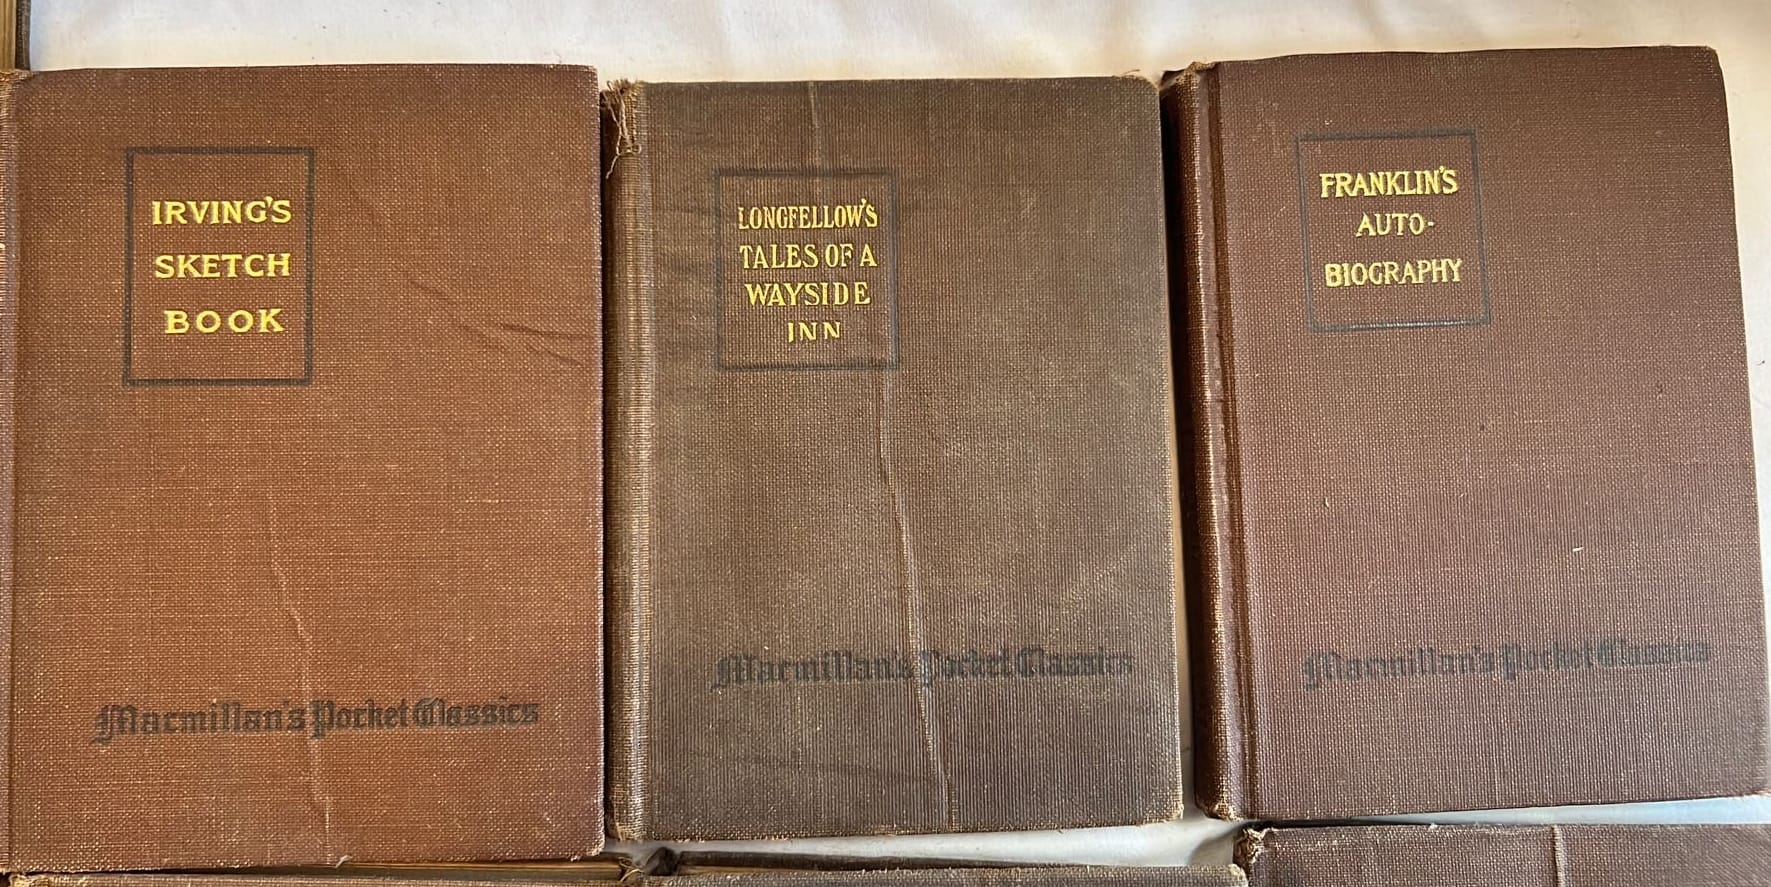 IRVING'S
SKETCH
BOOK
Macmillan's Pocket Classics
LONGFELLOW'S
TALES OF A
WAYSIDE
INN
Macmillan's Pocket Classics
FRANKLIN'S
AUTO-
BIOGRAPHY
Macmillan's Pocket Classics